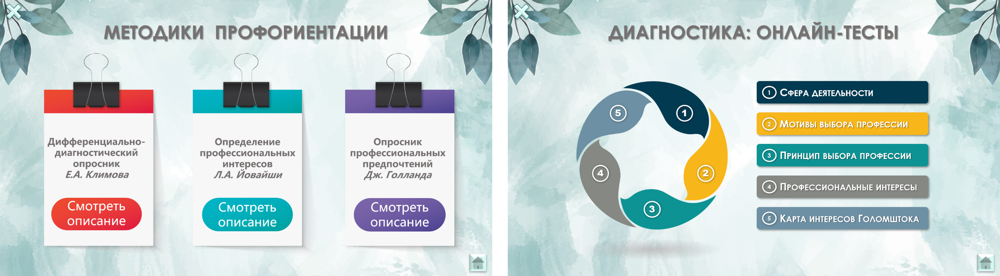 МЕТОДИКИ ПРОФОРИЕНТАЦИИ
Дифференциально-
диагностический
опросник
Е.А. Климова
Смотреть
описание
Определение
профессиональных
интересов
Л.А. Йовайши
Смотреть
описание
Опросник
профессиональных
предпочтений
Дж. Голланда
Смотреть
описание
ДИАГНОСТИКА: ОНЛАЙН-ТЕСТЫ
1
2
3
4
5
1 Сфера деятельности
2 Мотивы выбора профессии
3 Принцип выбора профессии
4 Профессиональные интересы
5 Карта интересов Голомштока